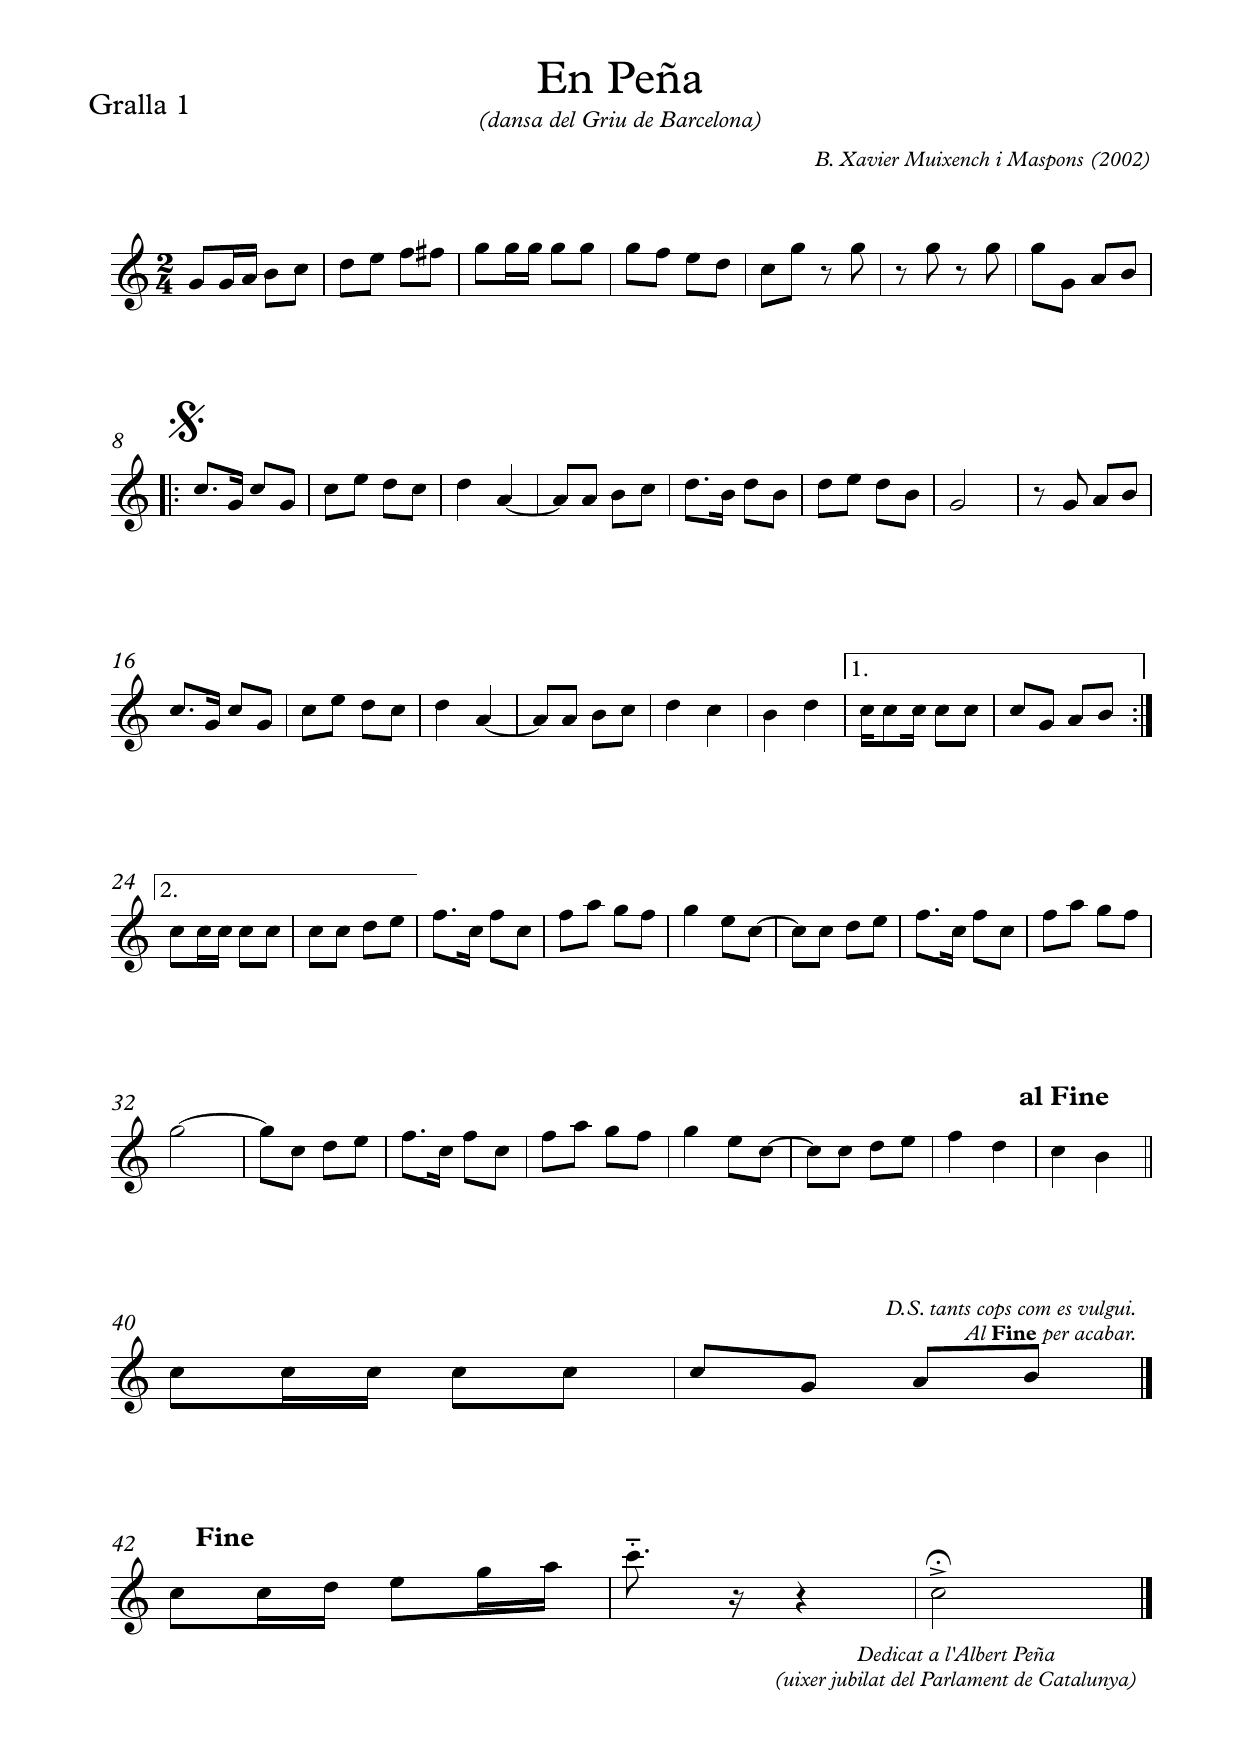 En Peña
Gralla 1
(dansa del Griu de Barcelona)
B. Xavier Muixench i Maspons (2002)
2
4
8
16
1.
24
2.
32
al Fine
D.S. tants cops com es vulgui.
40
Al Fine per acabar.
42
Fine
Dedicat a l'Albert Peña
(uixer jubilat del Parlament de Catalunya)